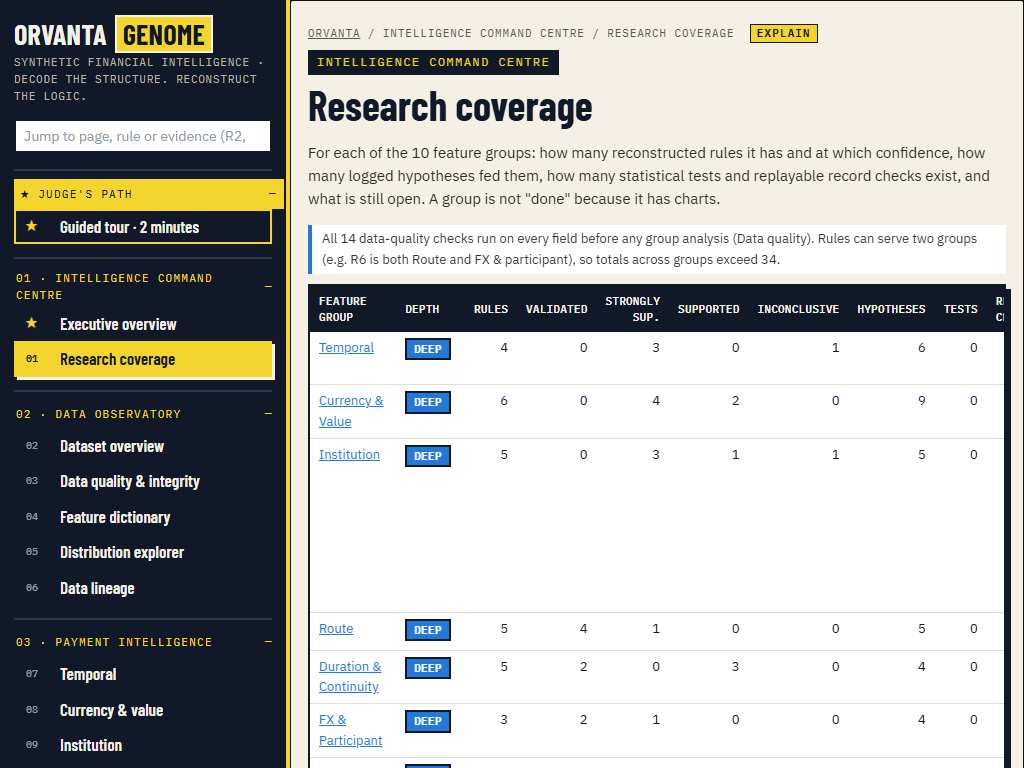 ORVANTA GENOME
SYNTHETIC FINANCIAL INTELLIGENCE ·
DECODE THE STRUCTURE. RECONSTRUCT
THE LOGIC.
Jump to page, rule or evidence (R2,
★ JUDGE'S PATH −
★ Guided tour · 2 minutes
01 · INTELLIGENCE COMMAND
CENTRE −
★ Executive overview
01 Research coverage
02 · DATA OBSERVATORY −
02 Dataset overview
03 Data quality & integrity
04 Feature dictionary
05 Distribution explorer
06 Data lineage
03 · PAYMENT INTELLIGENCE −
07 Temporal
08 Currency & value
09 Institution
ORVANTA / INTELLIGENCE COMMAND CENTRE / RESEARCH COVERAGE EXPLAIN
INTELLIGENCE COMMAND CENTRE
Research coverage
For each of the 10 feature groups: how many reconstructed rules it has and at which confidence, how
many logged hypotheses fed them, how many statistical tests and replayable record checks exist, and
what is still open. A group is not "done" because it has charts.
All 14 data-quality checks run on every field before any group analysis (Data quality). Rules can serve two groups
(e.g. R6 is both Route and FX & participant), so totals across groups exceed 34.
FEATURE GROUP DEPTH RULES VALIDATED STRONGLY SUP. SUPPORTED INCONCLUSIVE HYPOTHESES TESTS
Temporal DEEP 4 0 3 0 1 6 0
Currency & Value DEEP 6 0 4 2 0 9 0
Institution DEEP 5 0 3 1 1 5 0
Route DEEP 5 4 1 0 0 5 0
Duration & Continuity DEEP 5 2 0 3 0 4 0
FX & Participant DEEP 3 2 1 0 0 4 0